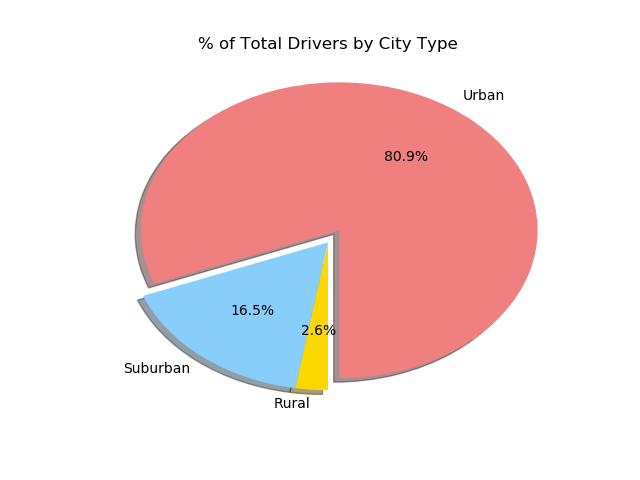 % of Total Drivers by City Type
Urban
80.9%
16.5%
2.6%
Suburban
Rural